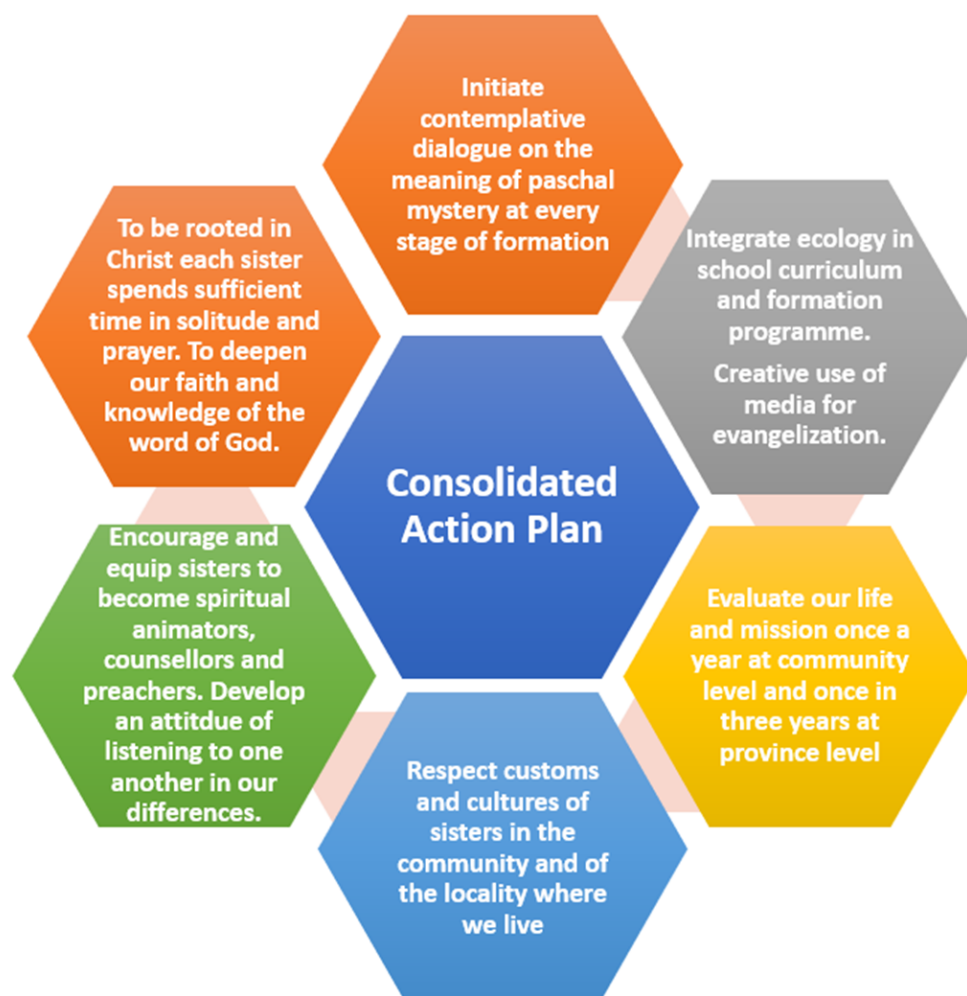 Initiate
contemplative
dialogue on the
meaning of paschal
mystery at every
stage of formation
Integrate ecology in
school curriculum
and formation
programme.
Creative use of
media for
evangelization.
Evaluate our life
and mission once a
year at community
level and once in
three years at
province level
Respect customs
and cultures of
sisters in the
community and of
the locality where
we live
Encourage and
equip sisters to
become spiritual
animators,
counsellors and
preachers. Develop
an attitdue of
listening to one
another in our
differences.
To be rooted in
Christ each sister
spends sufficient
time in solitude and
prayer. To deepen
our faith and
knowledge of the
word of God.
Consolidated
Action Plan